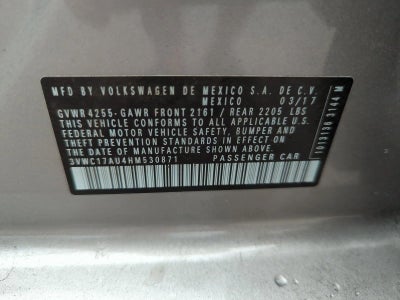 MFD BY VOLKSWAGEN DE MEXICO S.A. DE C.V.
MEXICO 03/17
GVWR 4255- GAWR FRONT 2161 / REAR 2205 LBS
THIS VEHICLE CONFORMS TO ALL APPLICABLE U.S.
FEDERAL MOTOR VEHICLE SAFETY, BUMPER AND
THEFT PREVENTION STANDARDS IN EFFECT ON THE
DATE OF MANUFACTURE SHOWN ABOVE
3VWC17AU4HM530871 PASSENGER CAR